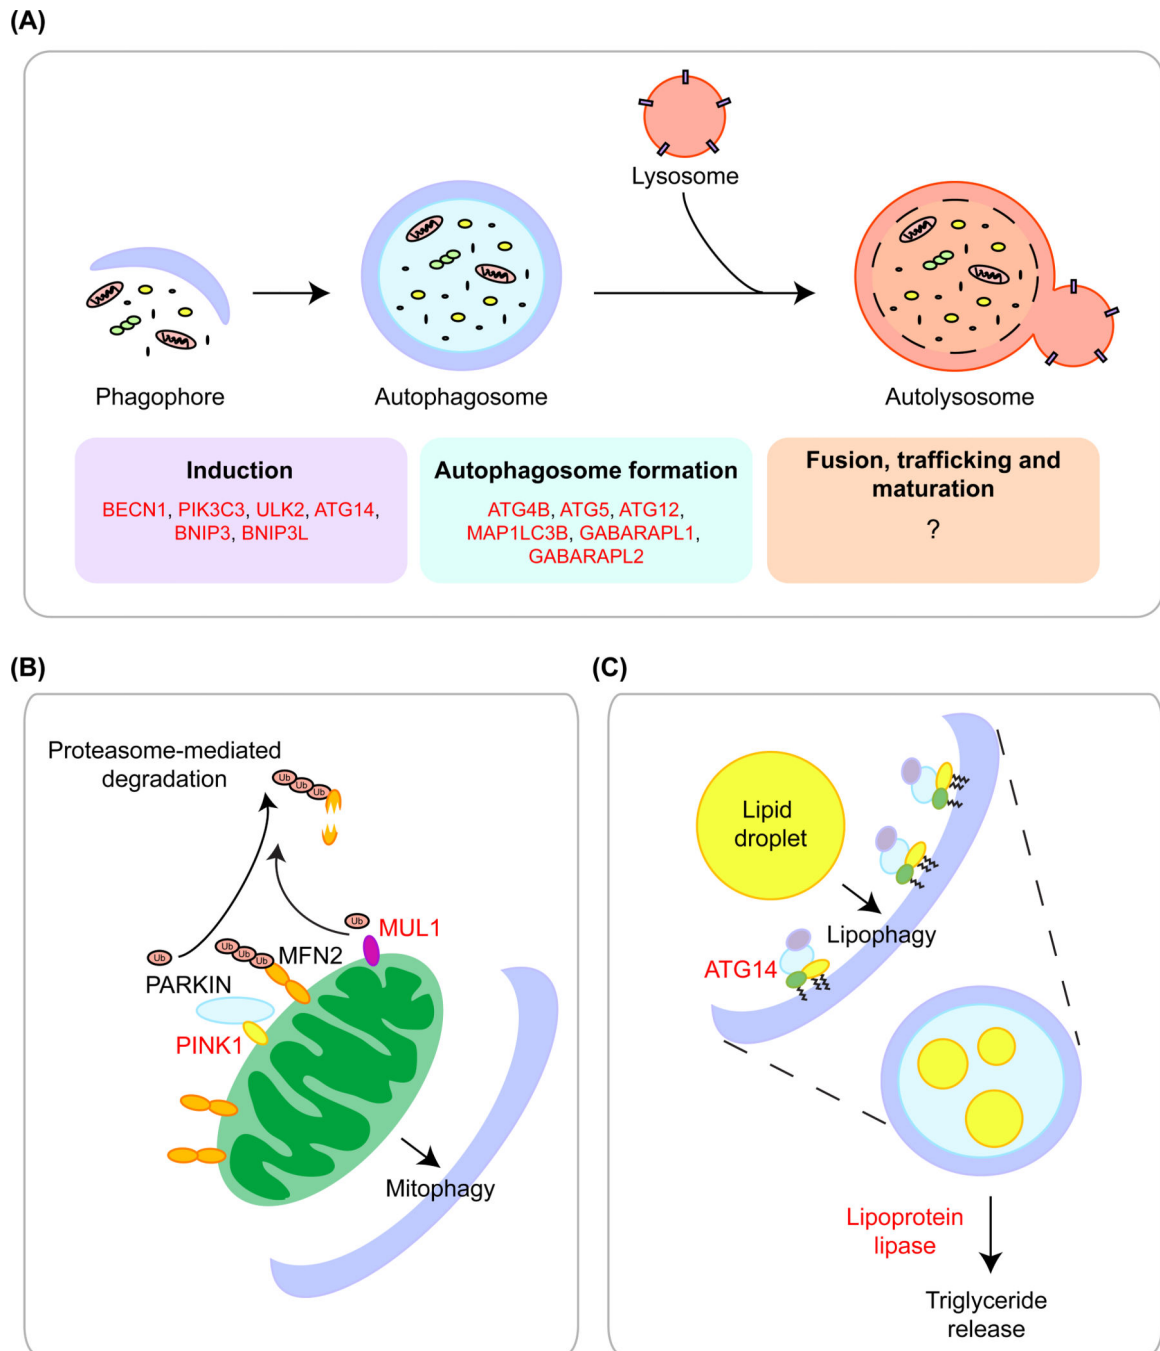 (A)
Lysosome
Phagophore
Autophagosome
Autolysosome
Induction
BECN1, PIK3C3, ULK2, ATG14,
BNIP3, BNIP3L
Autophagosome formation
ATG4B, ATG5, ATG12,
MAP1LC3B, GABARAPL1,
GABARAPL2
Fusion, trafficking and
maturation
?
(B)
Proteasome-mediated
degradation
Ub
Ub
Ub
Ub
MUL1
Ub
Ub
Ub
Ub
MFN2
PARKIN
PINK1
Mitophagy
(C)
Lipid
droplet
Lipophagy
ATG14
Lipoprotein
lipase
Triglyceride
release